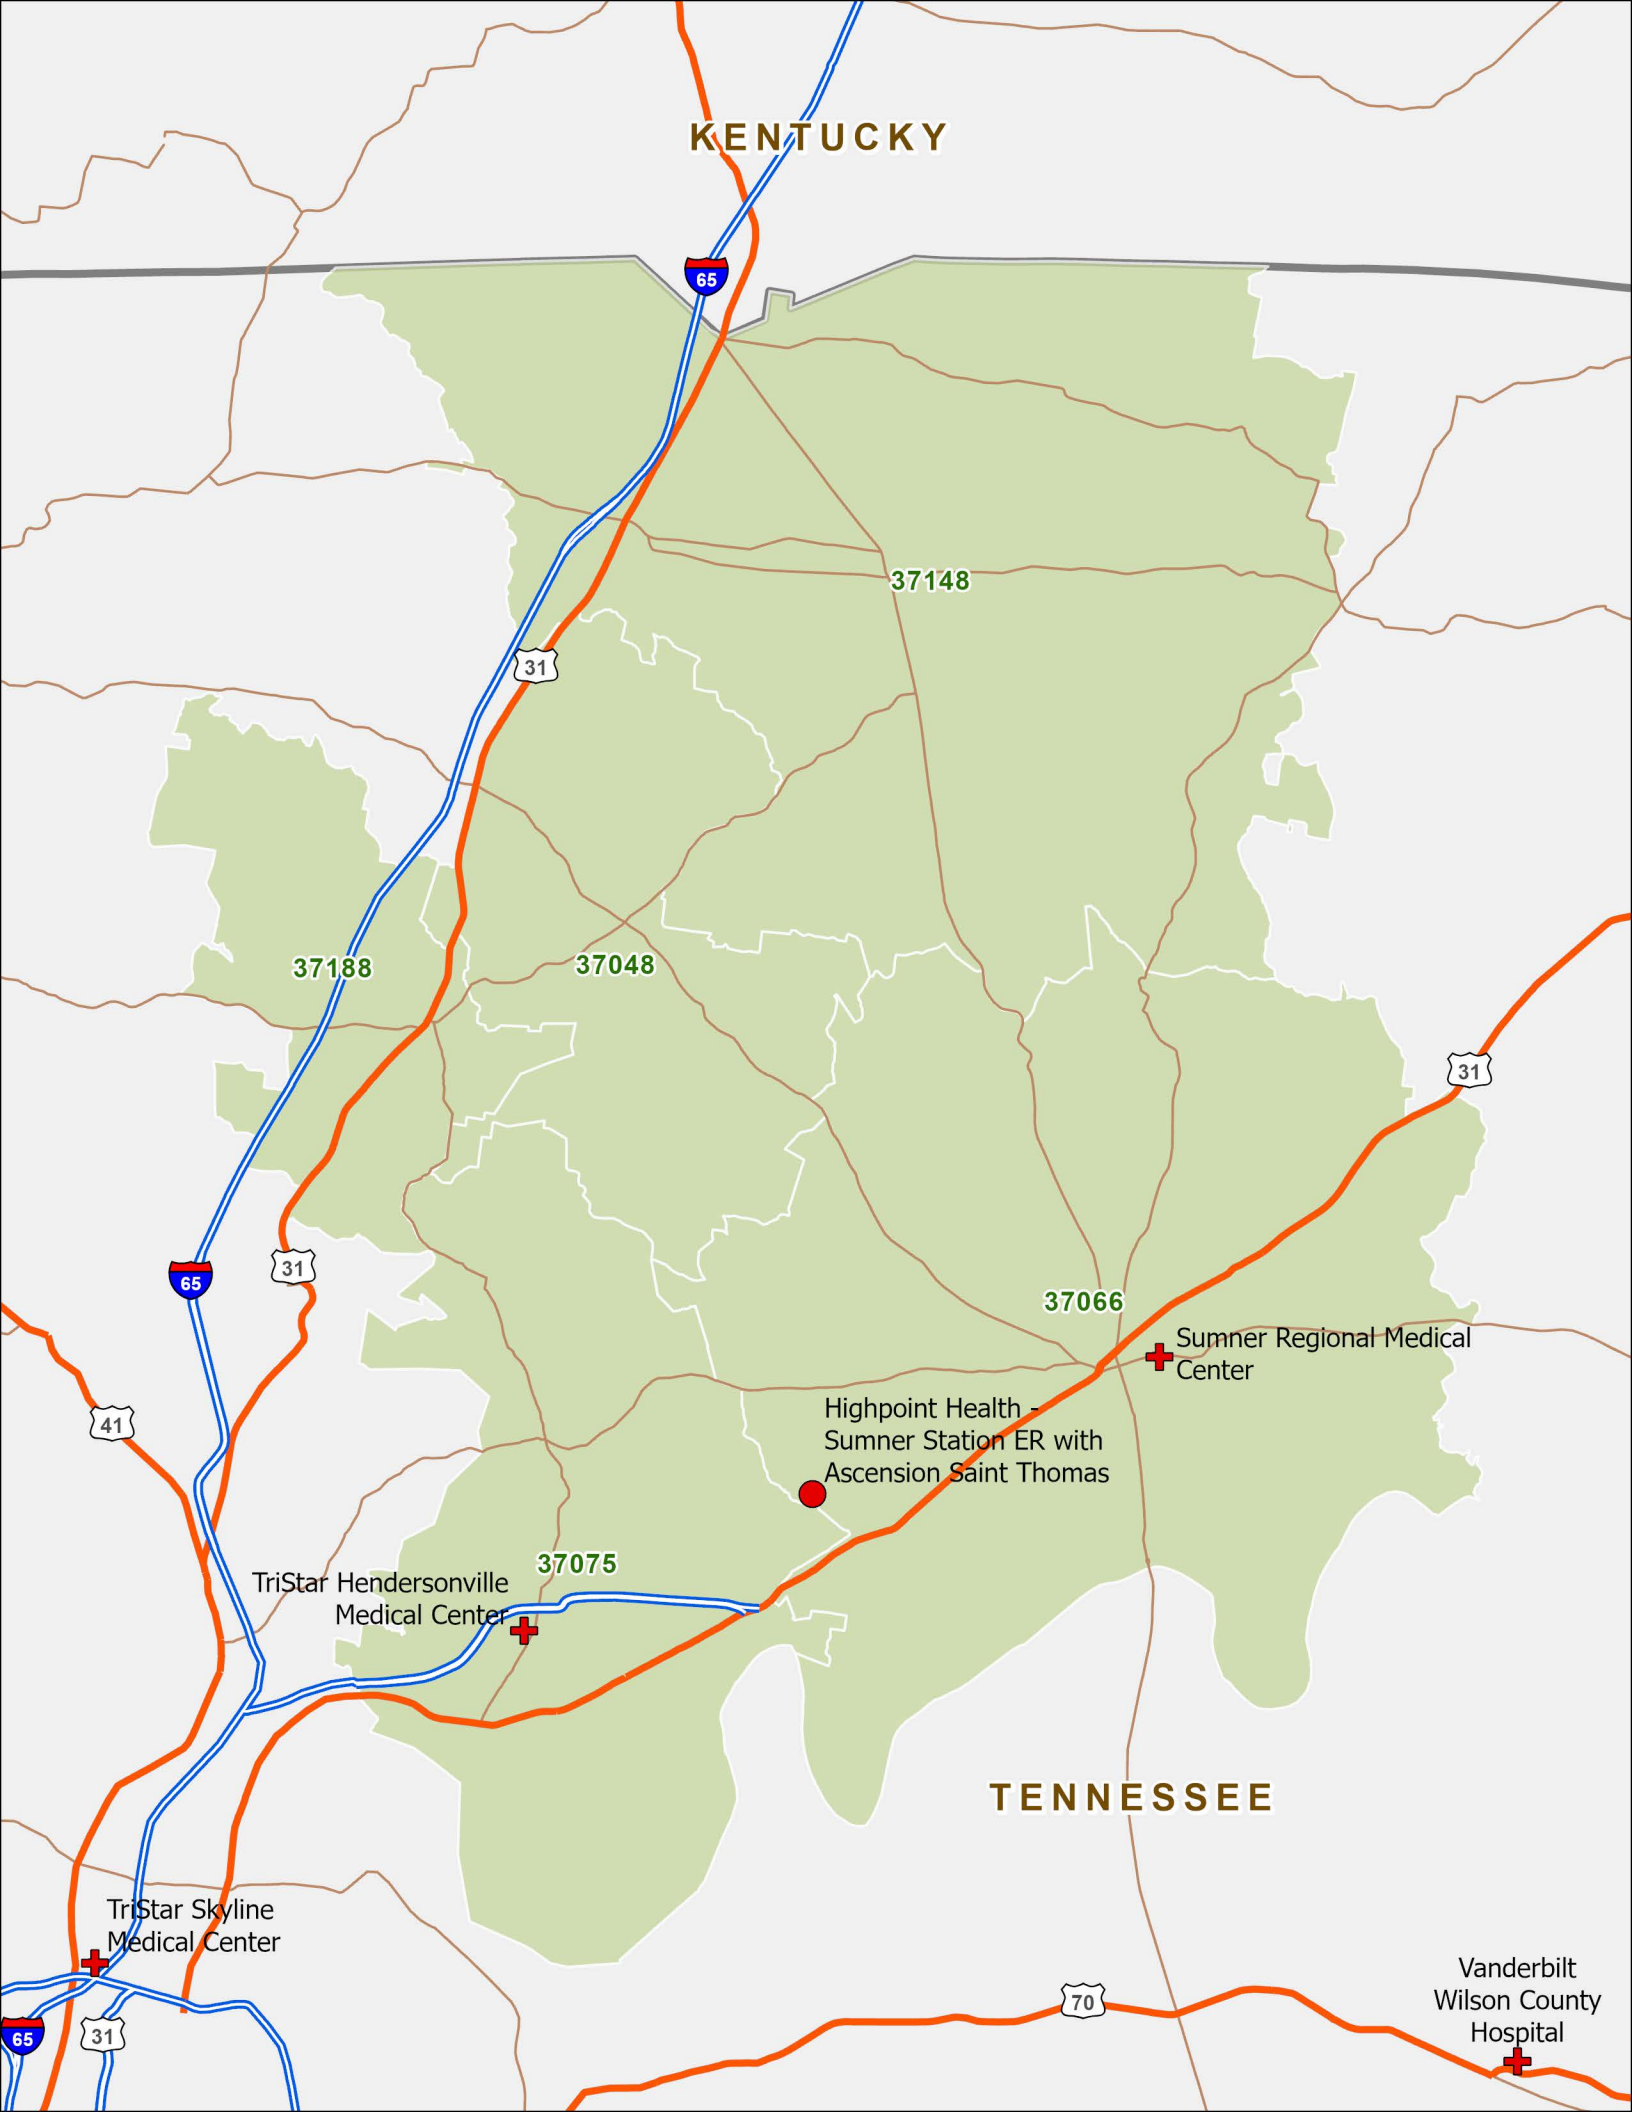 KENTUCKY
65
37148
31
37188
37048
31
65
31
37066
Sumner Regional Medical
Center
41
Highpoint Health -
Sumner Station ER with
Ascension Saint Thomas
37075
TriStar Hendersonville
Medical Center
TENNESSEE
TriStar Skyline
Medical Center
Vanderbilt
Wilson County
Hospital
70
65
31